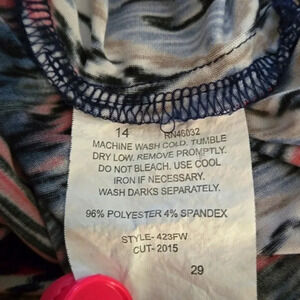 14 RN46032
MACHINE WASH COLD. TUMBLE
DRY LOW. REMOVE PROMPTLY.
DO NOT BLEACH. USE COOL
IRON IF NECESSARY.
WASH DARKS SEPARATELY.
96% POLYESTER 4% SPANDEX
STYLE- 423FW
CUT- 2015
29